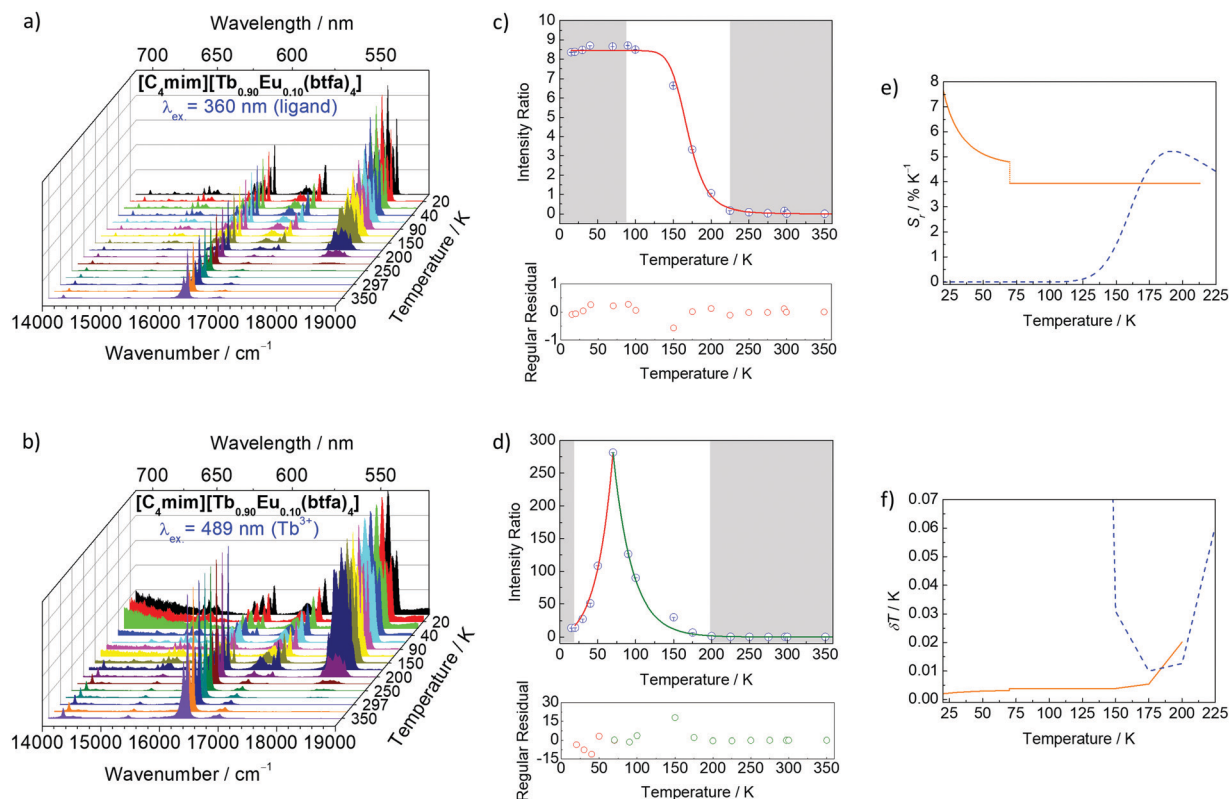 a)
Wavelength / nm
700 650 600 550
[C₄mim][Tb₀.₉₀Eu₀.₁₀(btfa)₄]
λex. = 360 nm (ligand)
20
40
90
150
200
250
297
350
Temperature / K
14000 15000 16000 17000 18000 19000
Wavenumber / cm⁻¹
b)
Wavelength / nm
700 650 600 550
[C₄mim][Tb₀.₉₀Eu₀.₁₀(btfa)₄]
λex. = 489 nm (Tb³⁺)
20
40
90
150
200
250
297
350
Temperature / K
14000 15000 16000 17000 18000 19000
Wavenumber / cm⁻¹
c)
Intensity Ratio
10
9
8
7
6
5
4
3
2
1
0
0 50 100 150 200 250 300 350
Temperature / K
Regular Residual
1
0
-1
0 50 100 150 200 250 300 350
Temperature / K
d)
Intensity Ratio
300
250
200
150
100
50
0
0 50 100 150 200 250 300 350
Temperature / K
Regular Residual
30
15
0
-15
0 50 100 150 200 250 300 350
Temperature / K
e)
Sr / % K⁻¹
8
7
6
5
4
3
2
1
0
25 50 75 100 125 150 175 200 225
Temperature / K
f)
δT / K
0.07
0.06
0.05
0.04
0.03
0.02
0.01
0.00
25 50 75 100 125 150 175 200 225
Temperature / K